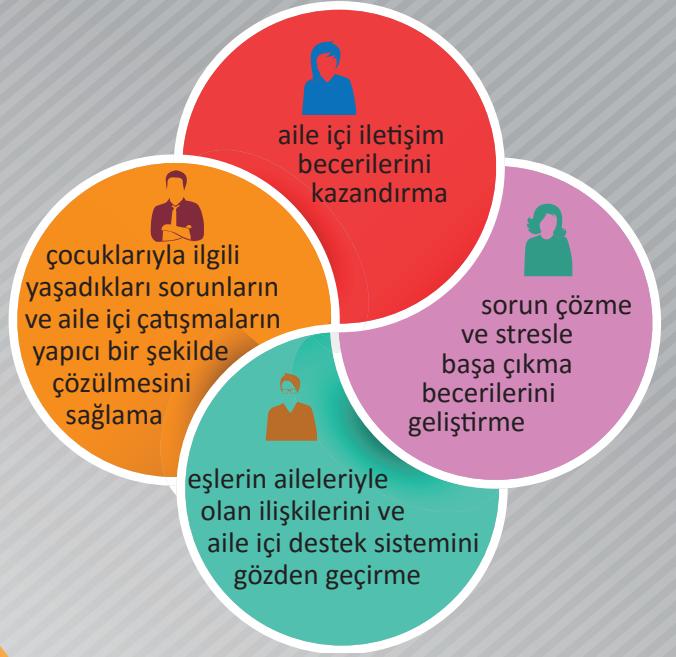 aile içi iletişim
becerilerini
kazandırma
çocuklarıyla ilgili
yaşadıkları sorunların
ve aile içi çatışmaların
yapıcı bir şekilde
çözülmesini
sağlama
sorun çözme
ve stresle
başa çıkma
becerilerini
geliştirme
eşlerin aileleriyle
olan ilişkilerini ve
aile içi destek sistemini
gözden geçirme